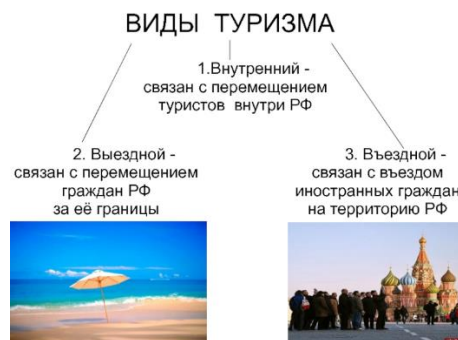 ВИДЫ ТУРИЗМА
1.Внутренний -
связан с перемещением
туристов внутри РФ
2. Выездной -
связан с перемещением
граждан РФ
за её границы
3. Въездной -
связан с въездом
иностранных граждан
на территорию РФ